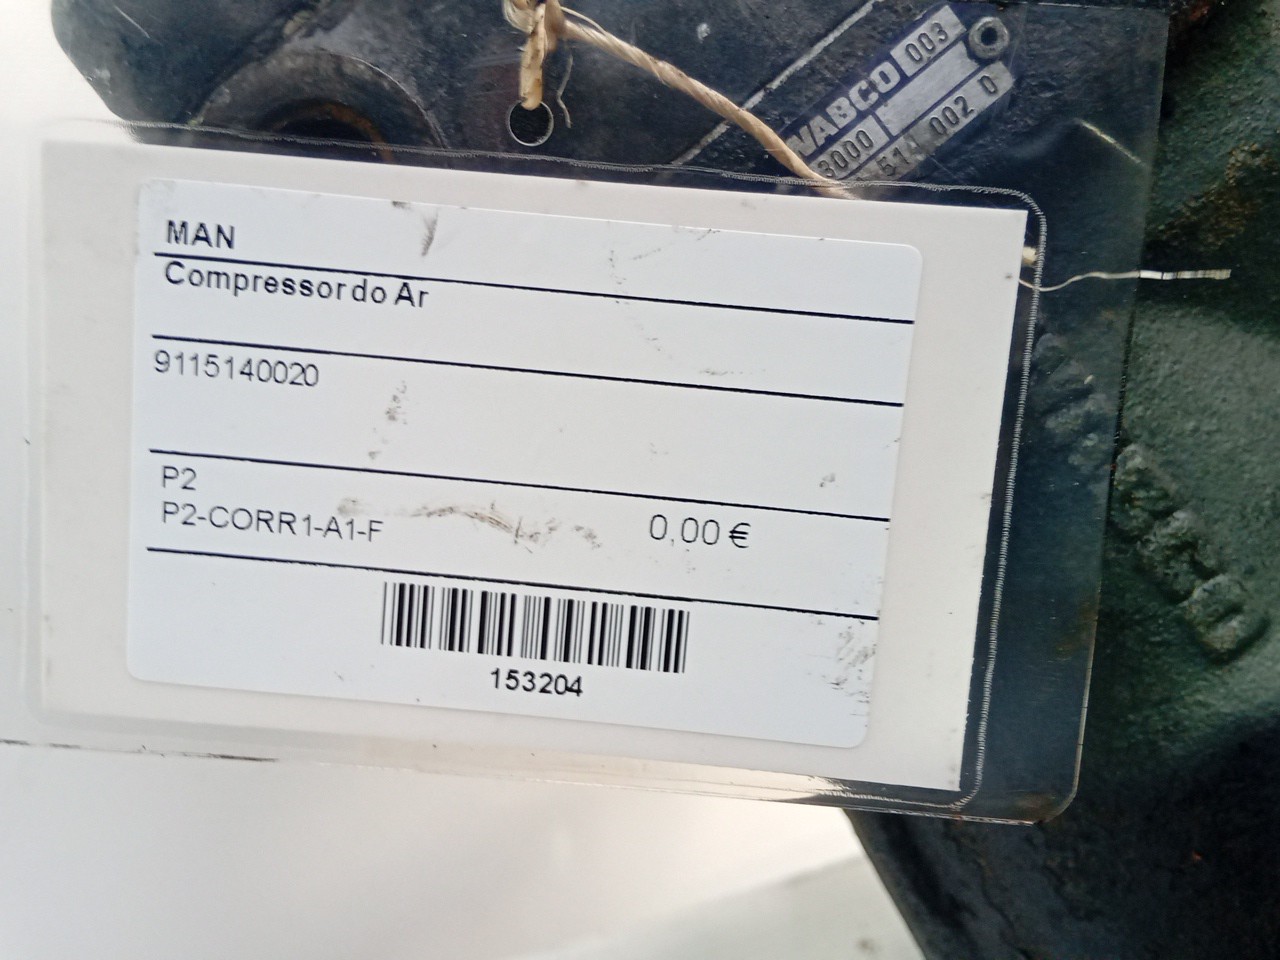 WABCO 003
3000
514 002 0
MAN
Compressor do Ar
9115140020
P2
P2-CORR1-A1-F
0,00 €
153204